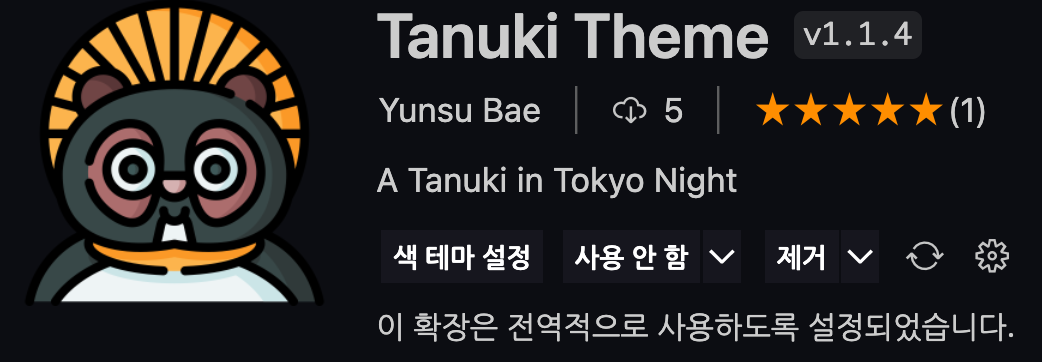 Tanuki Theme v1.1.4
Yunsu Bae | 5 | ★★★★★(1)
A Tanuki in Tokyo Night
색 테마 설정 사용 안 함 제거
이 확장은 전역적으로 사용하도록 설정되었습니다.